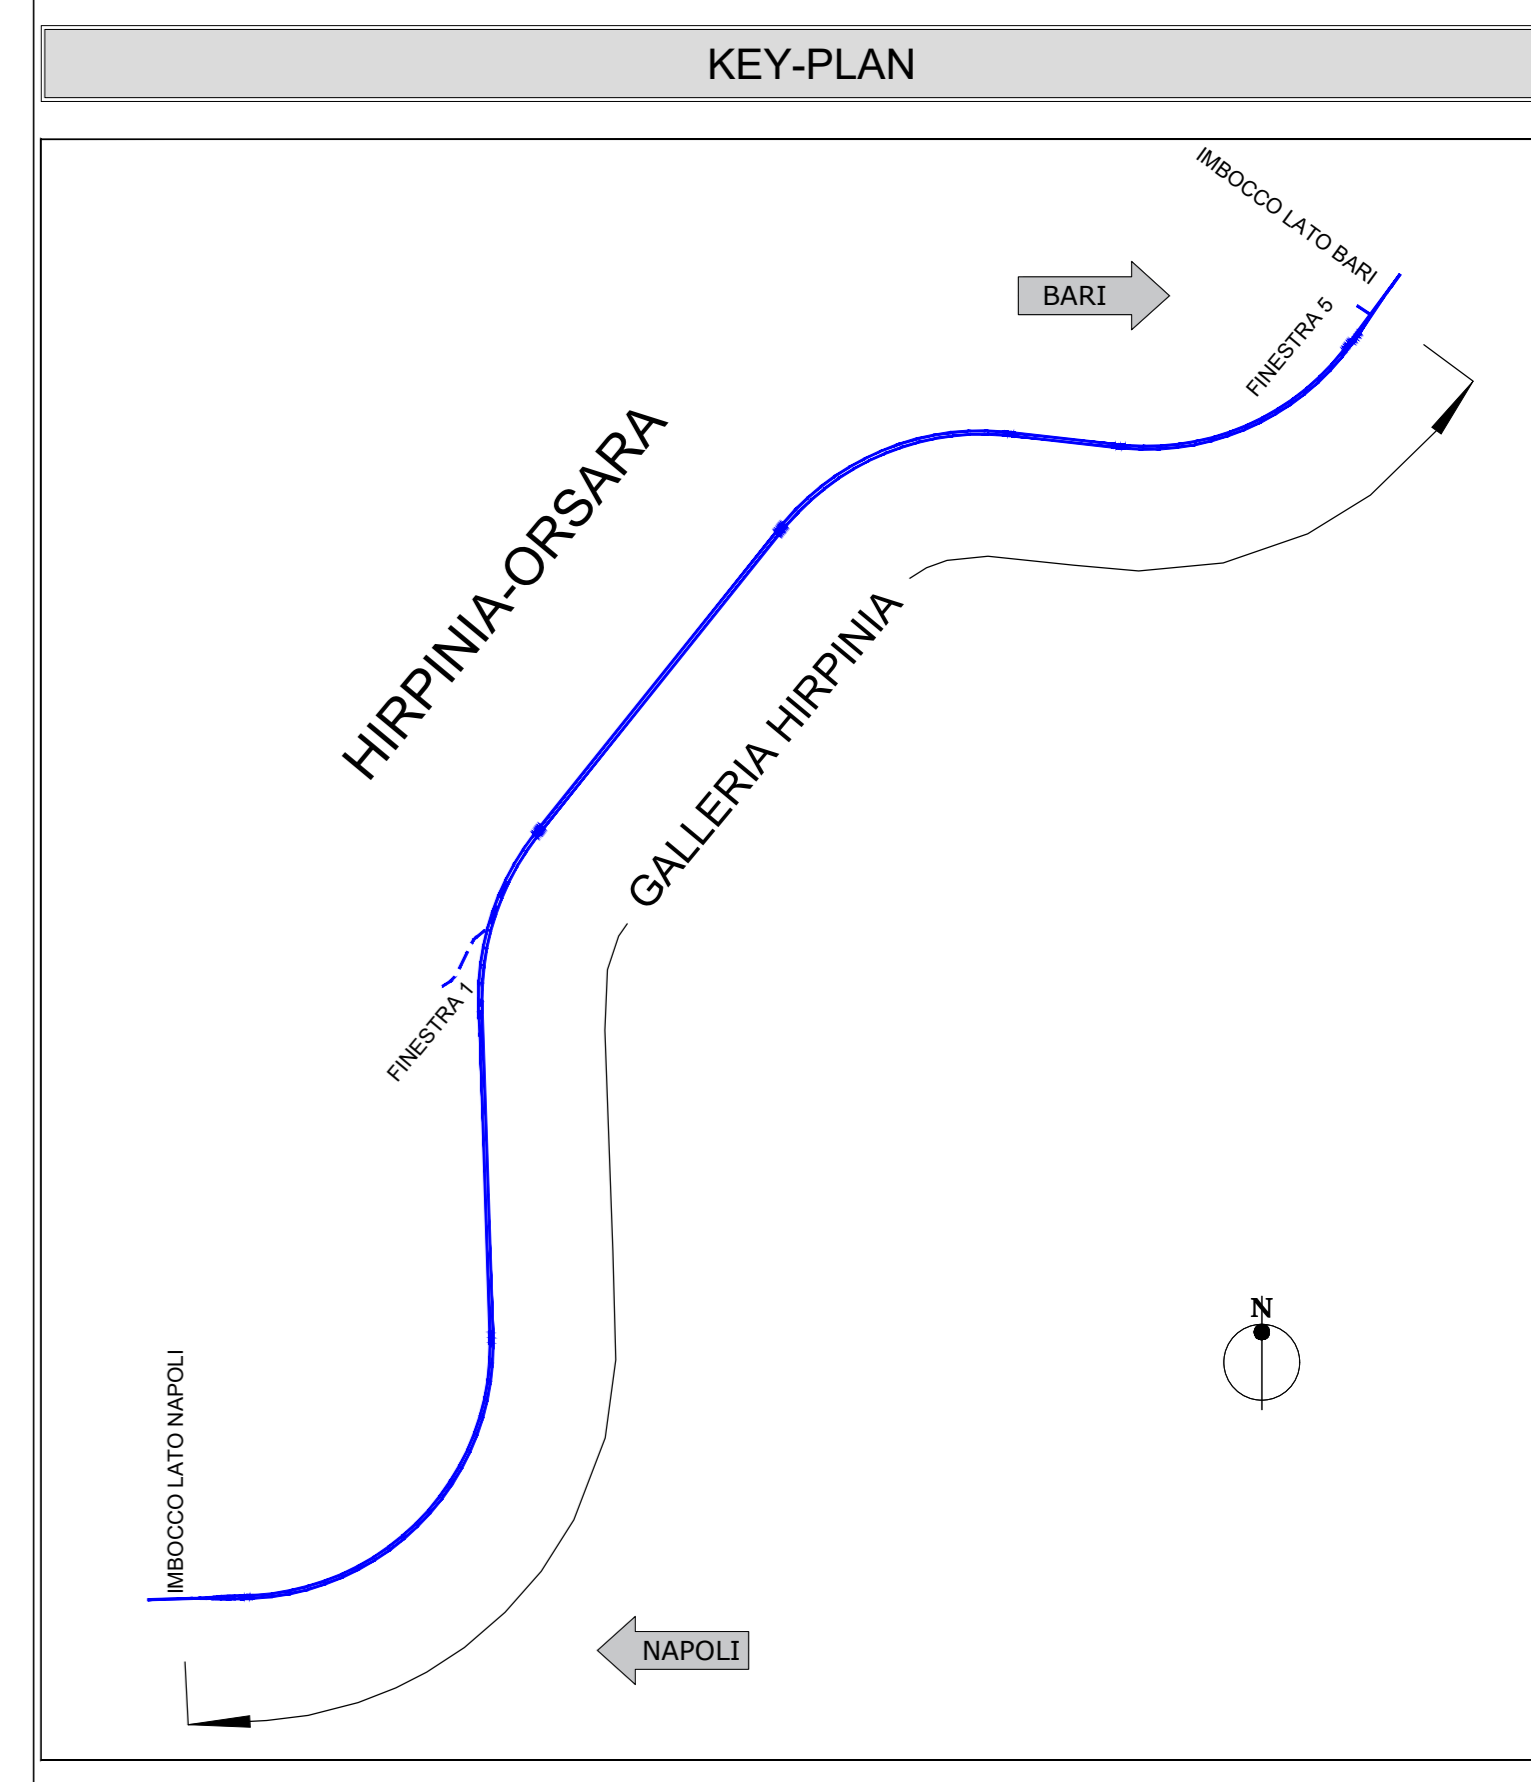 KEY-PLAN
IMBOCCO LATO BARI
BARI
FINESTRA 5
HIRPINIA-ORSARA
GALLERIA HIRPINIA
FINESTRA 1
N
IMBOCCO LATO NAPOLI
NAPOLI